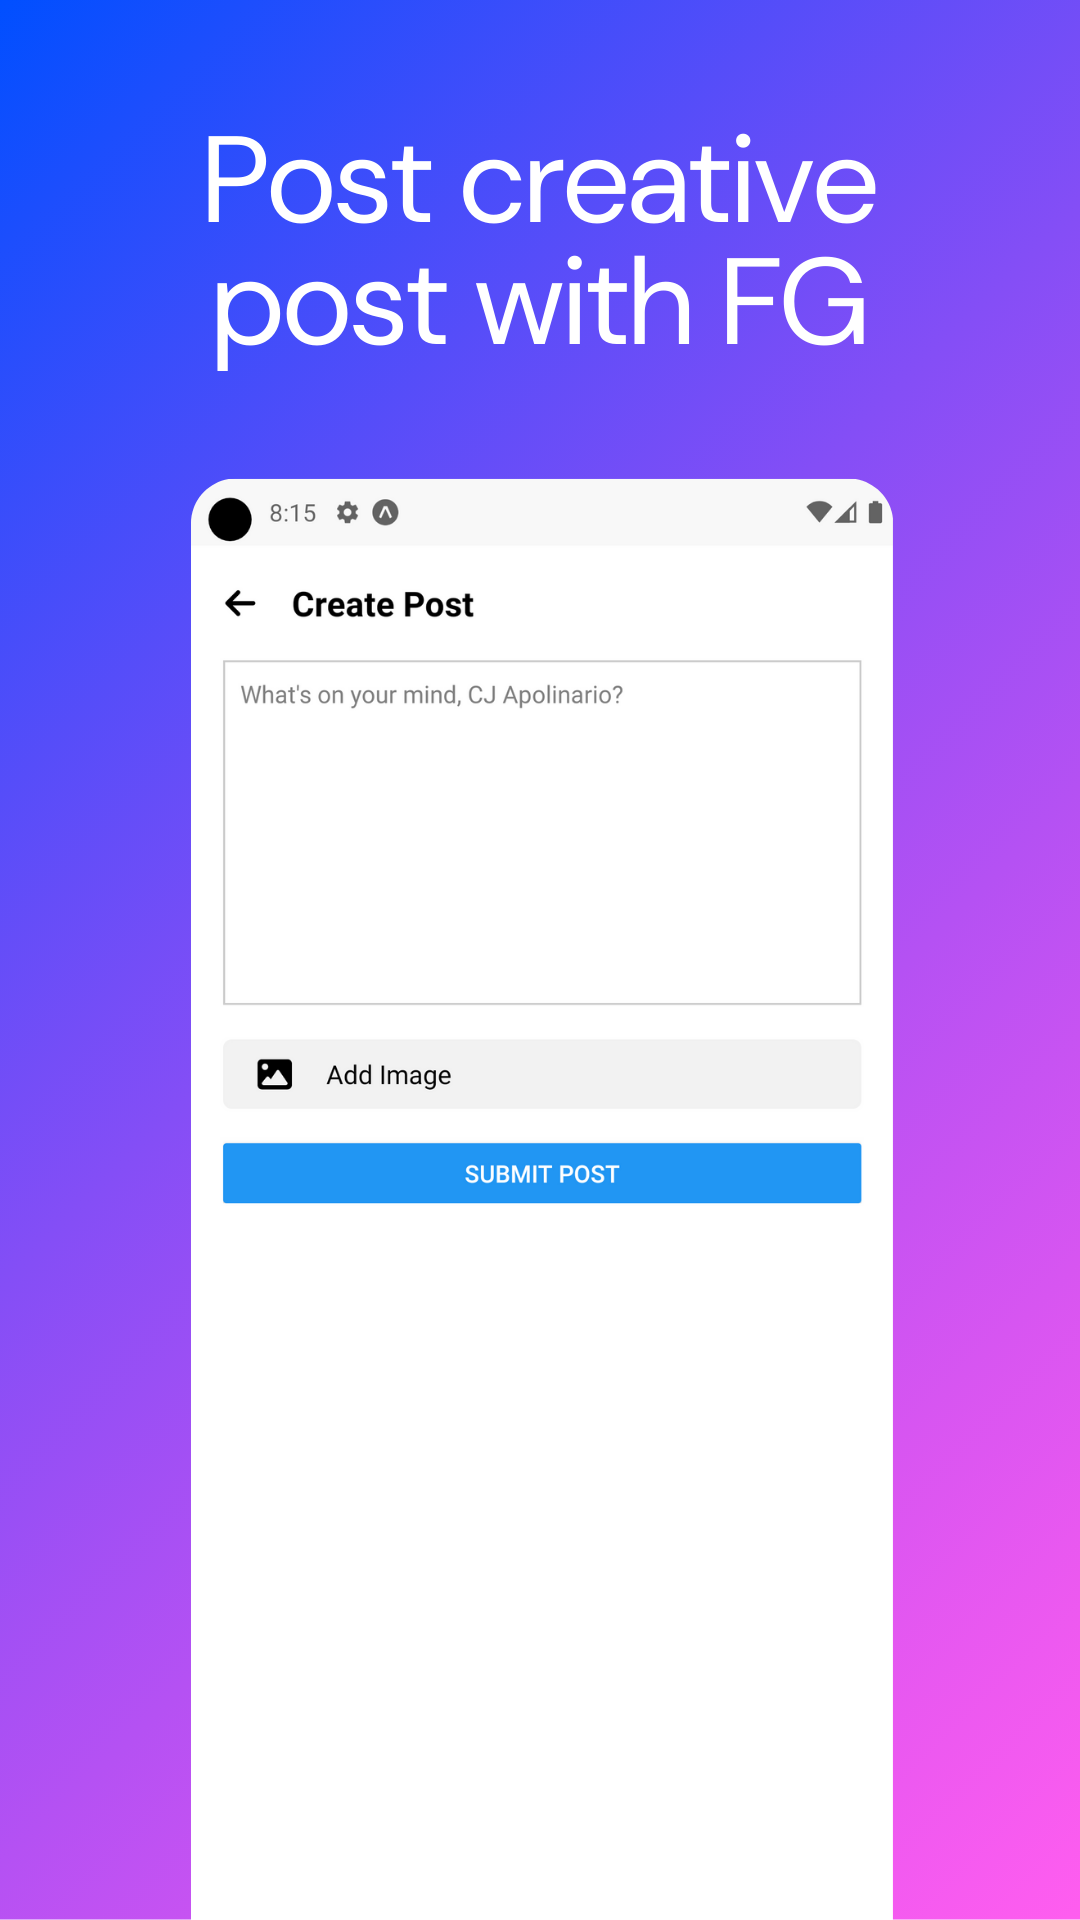 Post creative
post with FG
8:15
Create Post
What's on your mind, CJ Apolinario?
Add Image
SUBMIT POST